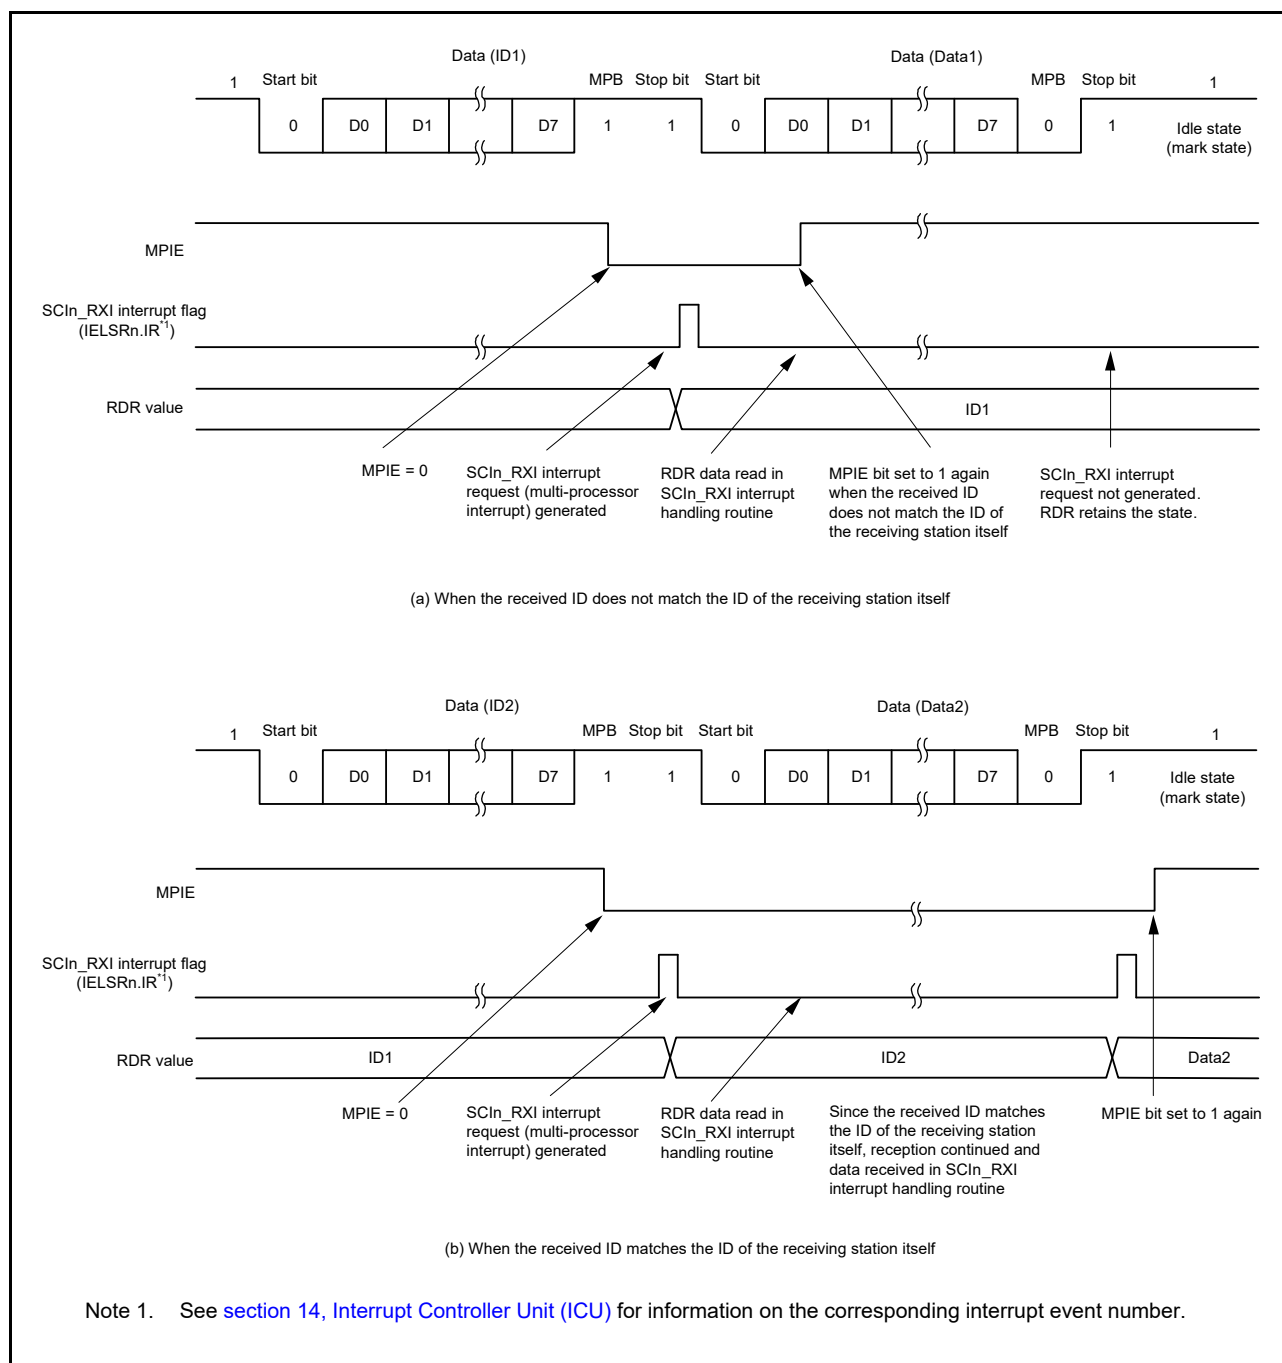 Data (ID1) Data (Data1)
1 Start bit MPB Stop bit Start bit MPB Stop bit 1
0 D0 D1 D7 1 1 0 D0 D1 D7 0 1 Idle state
(mark state)
MPIE
SCIn_RXI interrupt flag
(IELSRn.IR*1)
RDR value ID1
MPIE = 0
SCIn_RXI interrupt
request (multi-processor
interrupt) generated
RDR data read in
SCIn_RXI interrupt
handling routine
MPIE bit set to 1 again
when the received ID
does not match the ID of
the receiving station itself
SCIn_RXI interrupt
request not generated.
RDR retains the state.
(a) When the received ID does not match the ID of the receiving station itself
Data (ID2) Data (Data2)
1 Start bit MPB Stop bit Start bit MPB Stop bit 1
0 D0 D1 D7 1 1 0 D0 D1 D7 0 1 Idle state
(mark state)
MPIE
SCIn_RXI interrupt flag
(IELSRn.IR*1)
RDR value ID1 ID2 Data2
MPIE = 0
SCIn_RXI interrupt
request (multi-processor
interrupt) generated
RDR data read in
SCIn_RXI interrupt
handling routine
Since the received ID matches
the ID of the receiving station
itself, reception continued and
data received in SCIn_RXI
interrupt handling routine
MPIE bit set to 1 again
(b) When the received ID matches the ID of the receiving station itself
Note 1. See section 14, Interrupt Controller Unit (ICU) for information on the corresponding interrupt event number.